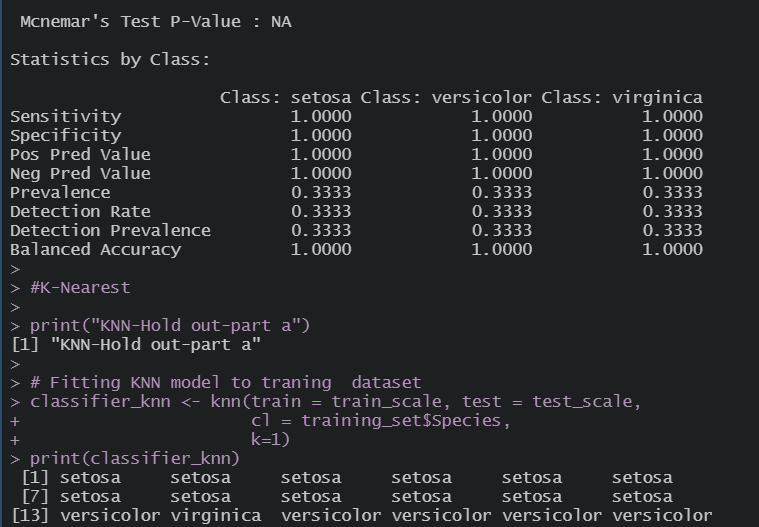 Mcnemar's Test P-Value : NA
Statistics by Class:
Class: setosa Class: versicolor Class: virginica
Sensitivity 1.0000 1.0000 1.0000
Specificity 1.0000 1.0000 1.0000
Pos Pred Value 1.0000 1.0000 1.0000
Neg Pred Value 1.0000 1.0000 1.0000
Prevalence 0.3333 0.3333 0.3333
Detection Rate 0.3333 0.3333 0.3333
Detection Prevalence 0.3333 0.3333 0.3333
Balanced Accuracy 1.0000 1.0000 1.0000
>
> #K-Nearest
>
> print("KNN-Hold out-part a")
[1] "KNN-Hold out-part a"
>
> # Fitting KNN model to traning  dataset
> classifier_knn <- knn(train = train_scale, test = test_scale,
+ cl = training_set$Species,
+ k=1)
> print(classifier_knn)
[1] setosa setosa setosa setosa setosa setosa
[7] setosa setosa setosa setosa setosa setosa
[13] versicolor virginica versicolor versicolor versicolor versicolor